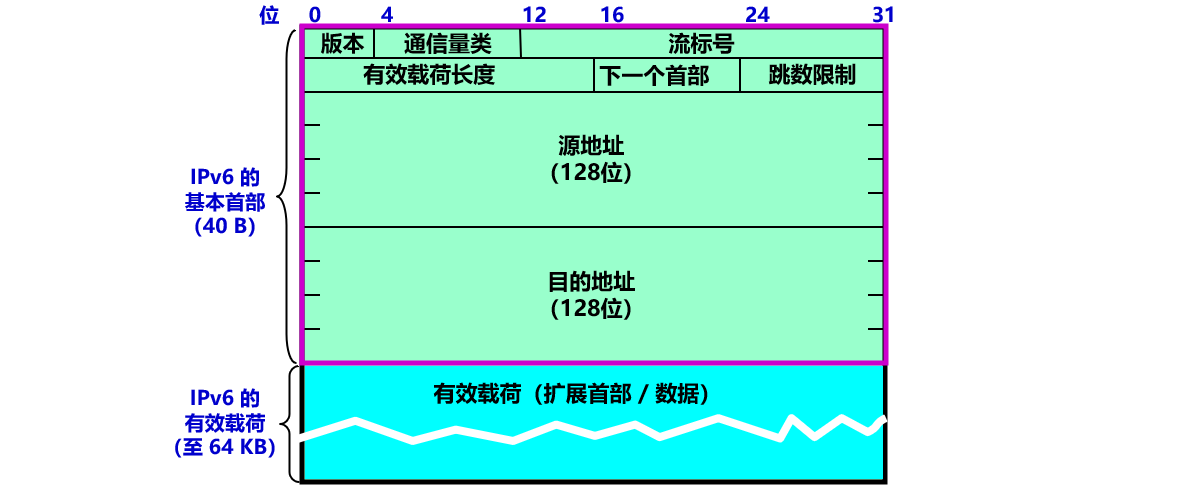 位 0 4 12 16 24 31
版本 通信量类 流标号
有效载荷长度 下一个首部 跳数限制
源地址
（128位）
IPv6 的
基本首部
（40 B）
目的地址
（128位）
有效载荷（扩展首部 / 数据）
IPv6 的
有效载荷
（至 64 KB）